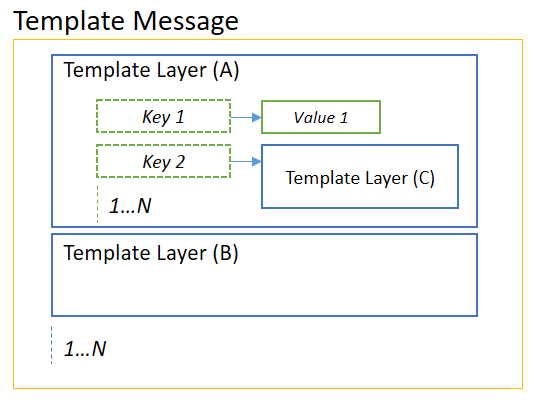 Template Message
Template Layer (A)
Key 1
Value 1
Key 2
Template Layer (C)
1...N
Template Layer (B)
1...N